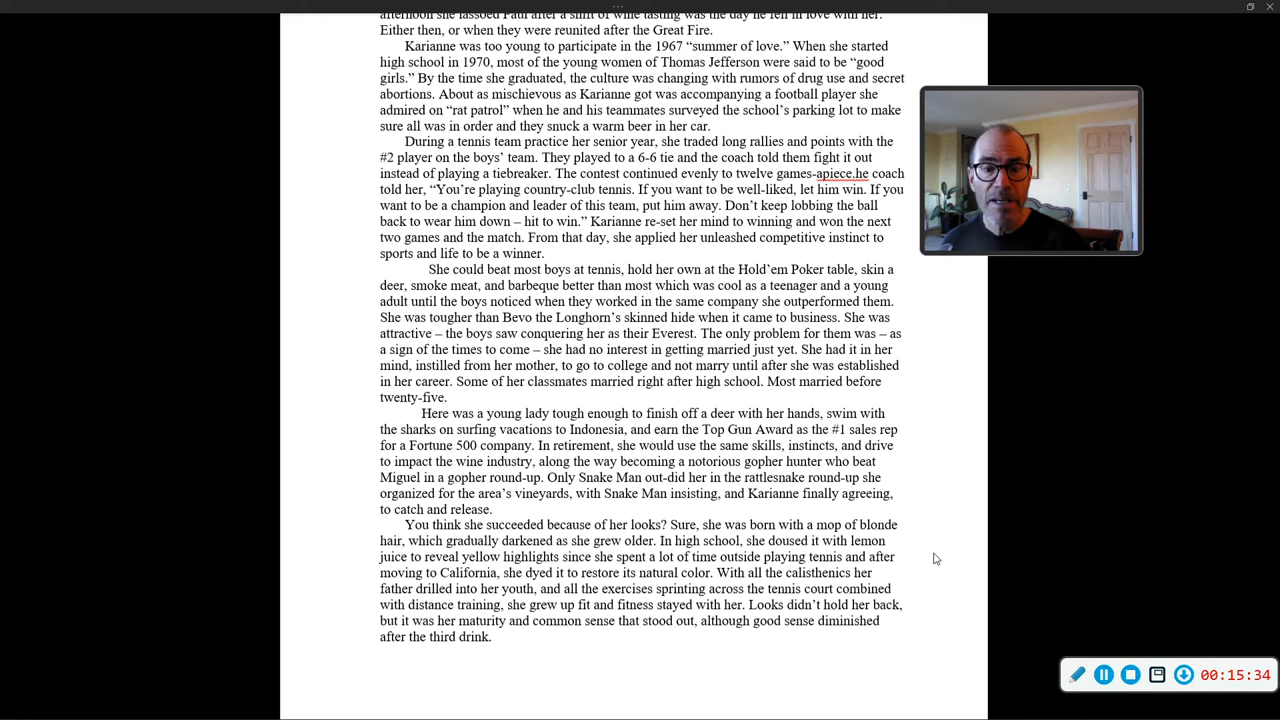 afternoon she lassoed Paul after a shift of wine tasting was the day he fell in love with her.
Either then, or when they were reunited after the Great Fire.
Karianne was too young to participate in the 1967 “summer of love.” When she started
high school in 1970, most of the young women of Thomas Jefferson were said to be “good
girls.” By the time she graduated, the culture was changing with rumors of drug use and secret
abortions. About as mischievous as Karianne got was accompanying a football player she
admired on “rat patrol” when he and his teammates surveyed the school’s parking lot to make
sure all was in order and they snuck a warm beer in her car.
During a tennis team practice her senior year, she traded long rallies and points with the
#2 player on the boys’ team. They played to a 6-6 tie and the coach told them fight it out
instead of playing a tiebreaker. The contest continued evenly to twelve games-apiece.he coach
told her, “You’re playing country-club tennis. If you want to be well-liked, let him win. If you
want to be a champion and leader of this team, put him away. Don’t keep lobbing the ball
back to wear him down – hit to win.” Karianne re-set her mind to winning and won the next
two games and the match. From that day, she applied her unleashed competitive instinct to
sports and life to be a winner.
She could beat most boys at tennis, hold her own at the Hold’em Poker table, skin a
deer, smoke meat, and barbeque better than most which was cool as a teenager and a young
adult until the boys noticed when they worked in the same company she outperformed them.
She was tougher than Bevo the Longhorn’s skinned hide when it came to business. She was
attractive – the boys saw conquering her as their Everest. The only problem for them was – as
a sign of the times to come – she had no interest in getting married just yet. She had it in her
mind, instilled from her mother, to go to college and not marry until after she was established
in her career. Some of her classmates married right after high school. Most married before
twenty-five.
Here was a young lady tough enough to finish off a deer with her hands, swim with
the sharks on surfing vacations to Indonesia, and earn the Top Gun Award as the #1 sales rep
for a Fortune 500 company. In retirement, she would use the same skills, instincts, and drive
to impact the wine industry, along the way becoming a notorious gopher hunter who beat
Miguel in a gopher round-up. Only Snake Man out-did her in the rattlesnake round-up she
organized for the area’s vineyards, with Snake Man insisting, and Karianne finally agreeing,
to catch and release.
You think she succeeded because of her looks? Sure, she was born with a mop of blonde
hair, which gradually darkened as she grew older. In high school, she doused it with lemon
juice to reveal yellow highlights since she spent a lot of time outside playing tennis and after
moving to California, she dyed it to restore its natural color. With all the calisthenics her
father drilled into her youth, and all the exercises sprinting across the tennis court combined
with distance training, she grew up fit and fitness stayed with her. Looks didn’t hold her back,
but it was her maturity and common sense that stood out, although good sense diminished
after the third drink.
00:15:34